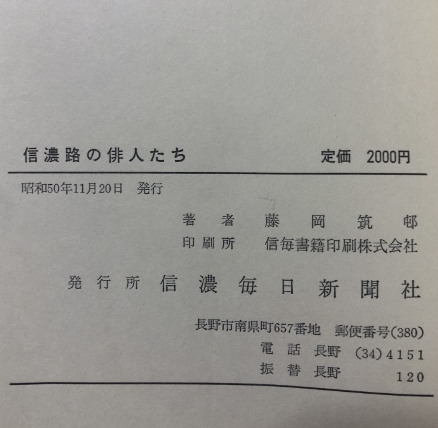 信濃路の俳人たち 定価 2000円
昭和50年11月20日 発行
著者 藤岡筑邨
印刷所 信毎書籍印刷株式会社
発行所 信濃毎日新聞社
長野市南県町657番地 郵便番号(380)
電話 長野 (34)4151
振替 長野 120